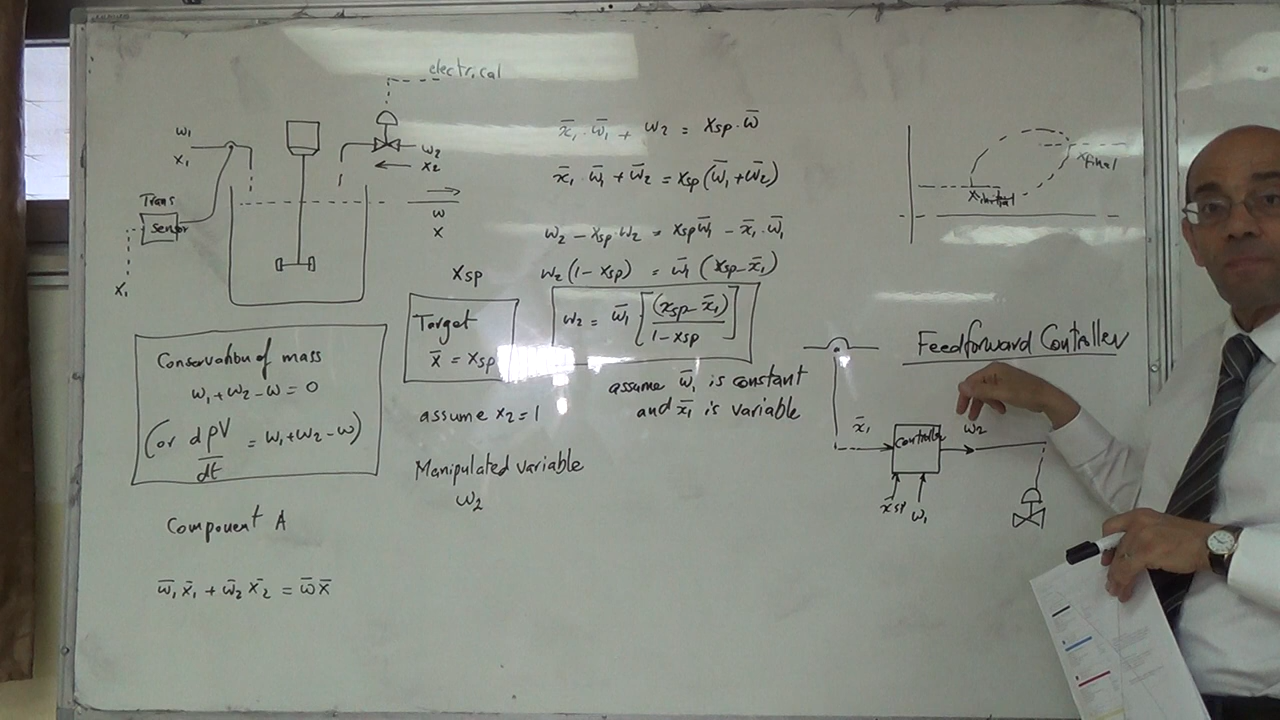 electrical
w₁
x₁
w₂
x₂
Trans
sensor
x₁
w
x
x̄₁ · w̄₁ + w₂ = xsp · w̄
x̄₁ · w̄₁ + w̄₂ = xsp (w̄₁ + w̄₂)
w₂ - xsp · w₂ = xsp w̄₁ - x̄₁ · w̄₁
w₂ (1 - xsp) = w̄₁ (xsp - x̄₁)
w₂ = w̄₁ [(xsp - x̄₁) / (1 - xsp)]
xsp
Target
x̄ = xsp
assume x₂ = 1
Manipulated variable
w₂
assume w̄₁ is constant
and x̄₁ is variable
Conservation of mass
w₁ + w₂ - w = 0
(or dρV/dt = w₁ + w₂ - w)
Component A
w̄₁ x̄₁ + w̄₂ x̄₂ = w̄ x̄
xfinal
xinitial
Feedforward Controller
x̄₁
Controller
w₂
x̄sp
w₁